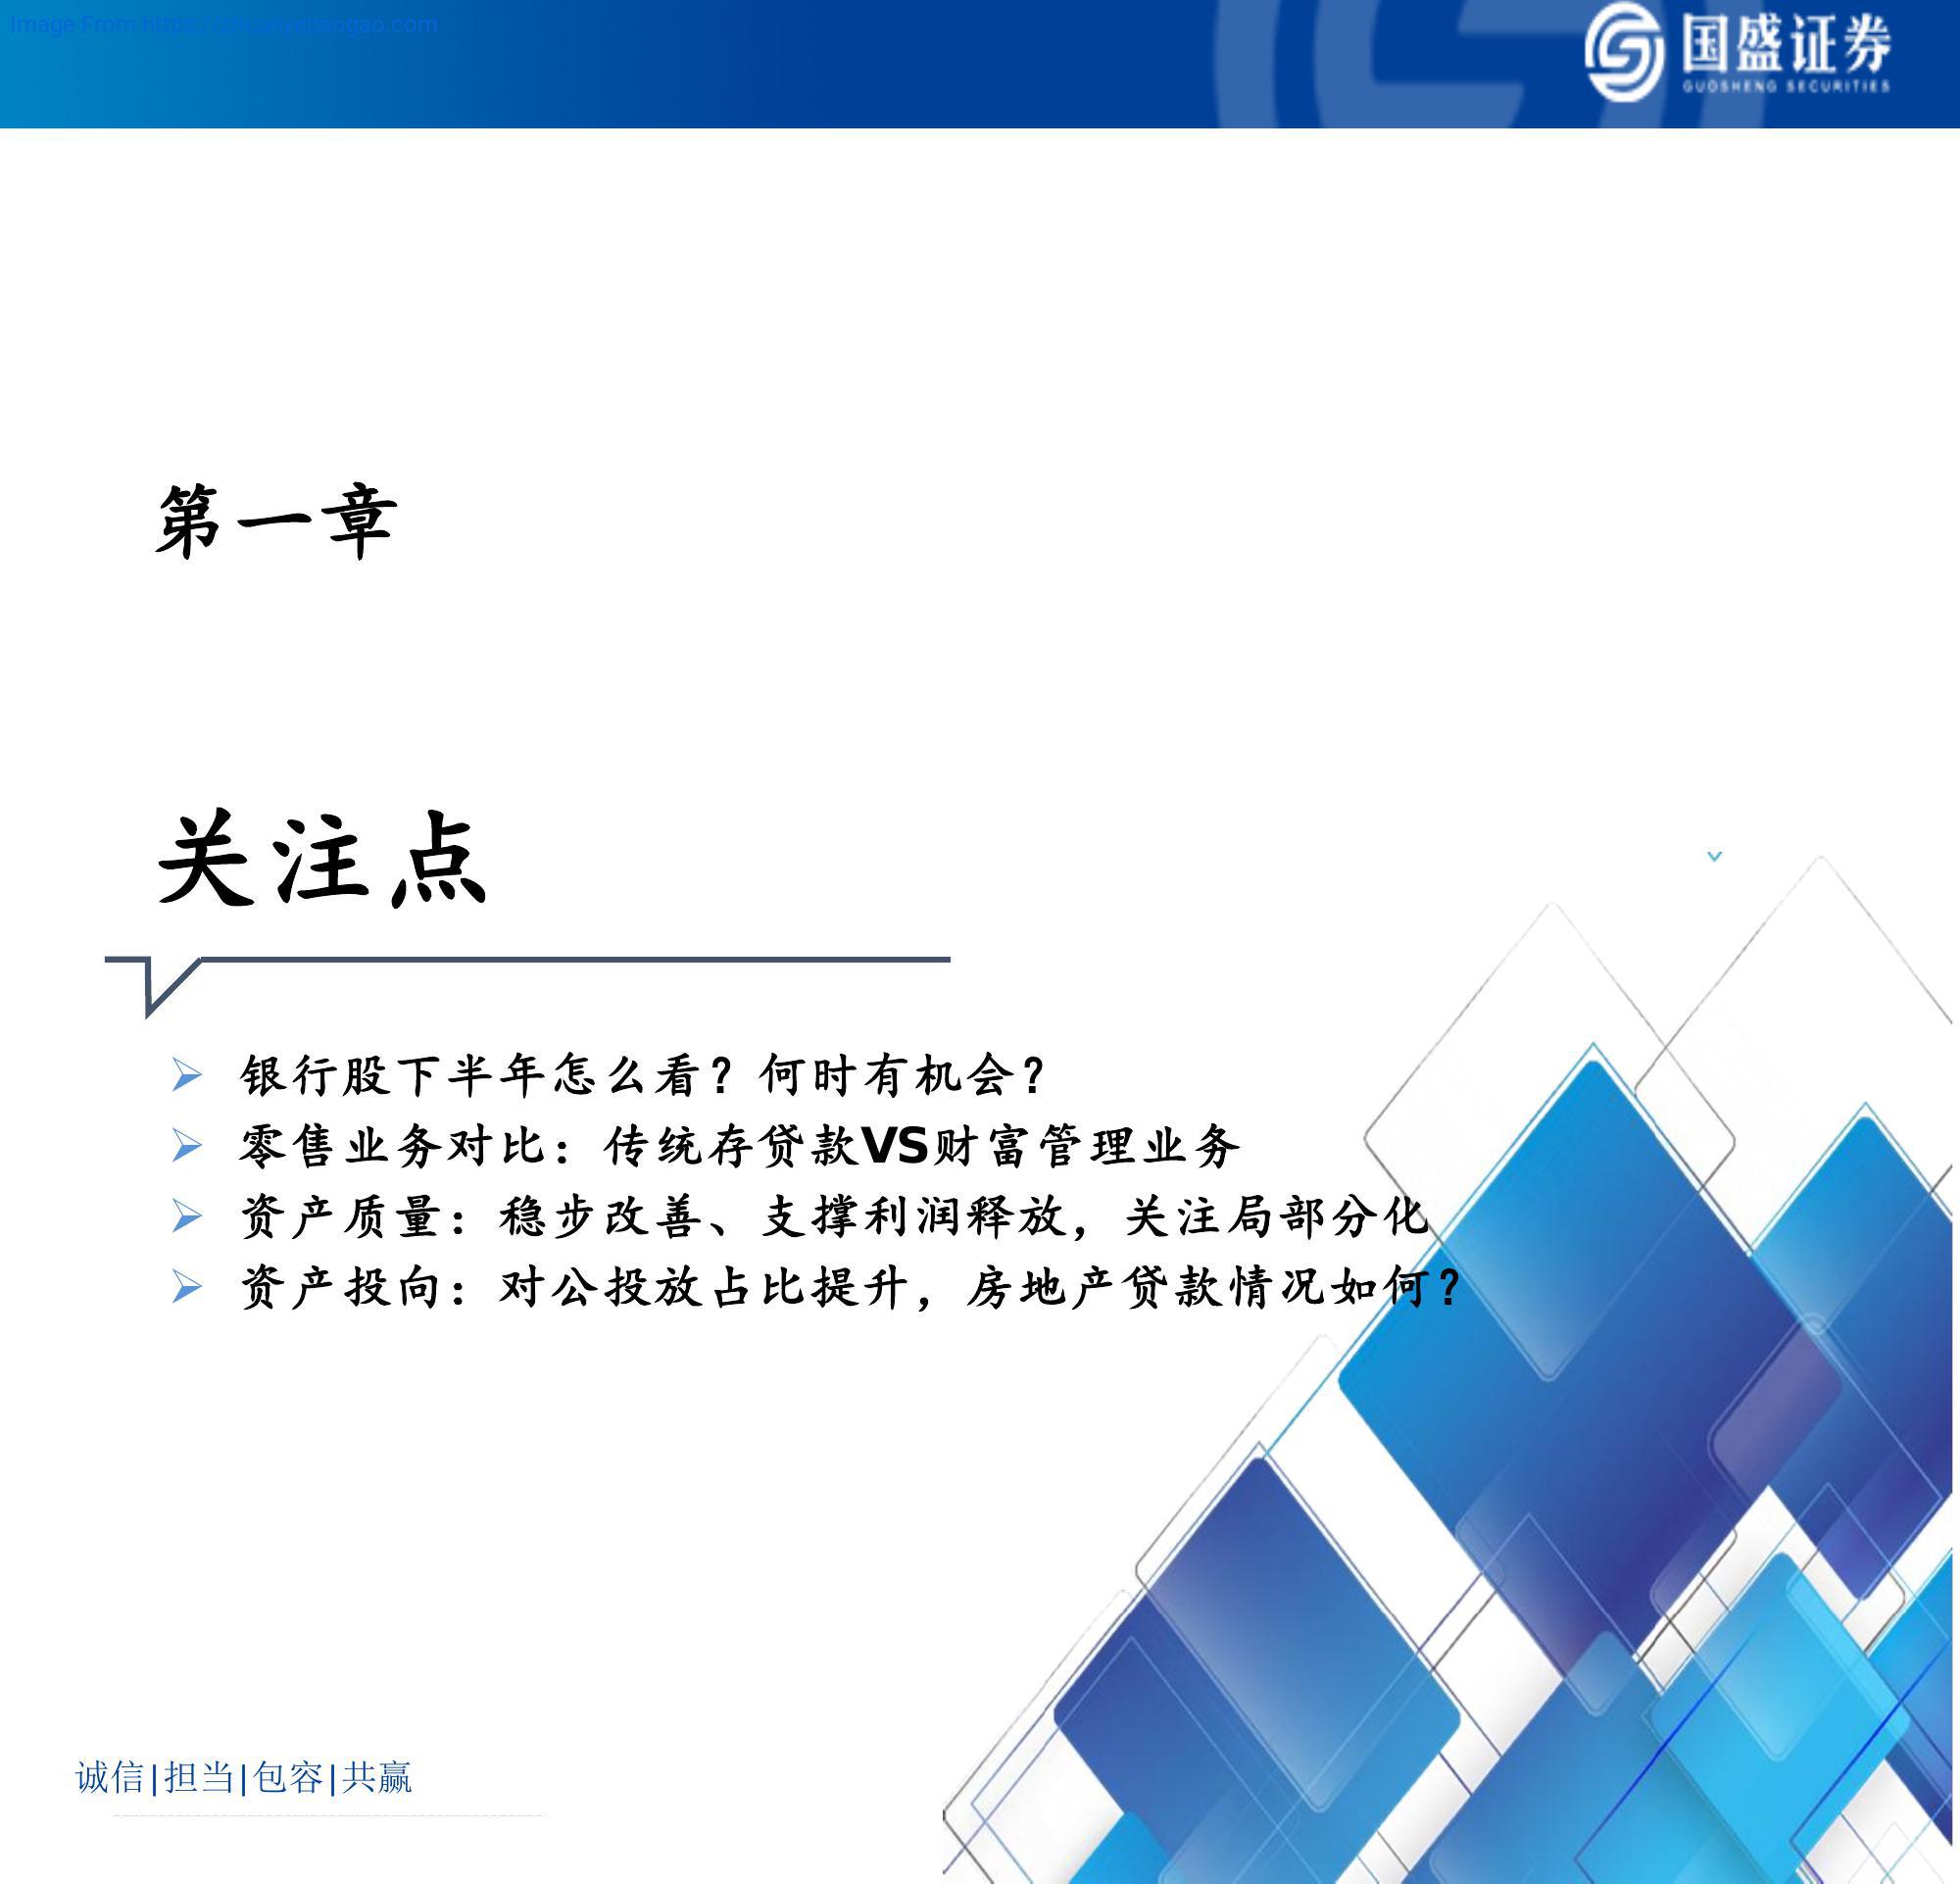 Image From https://
国盛证券
GUOSHENG SECURITIES
第一章
关注点
银行股下半年怎么看？何时有机会？
零售业务对比：传统存贷款VS财富管理业务
资产质量：稳步改善、支撑利润释放，关注局部分化
资产投向：对公投放占比提升，房地产贷款情况如何？
诚信|担当|包容|共赢